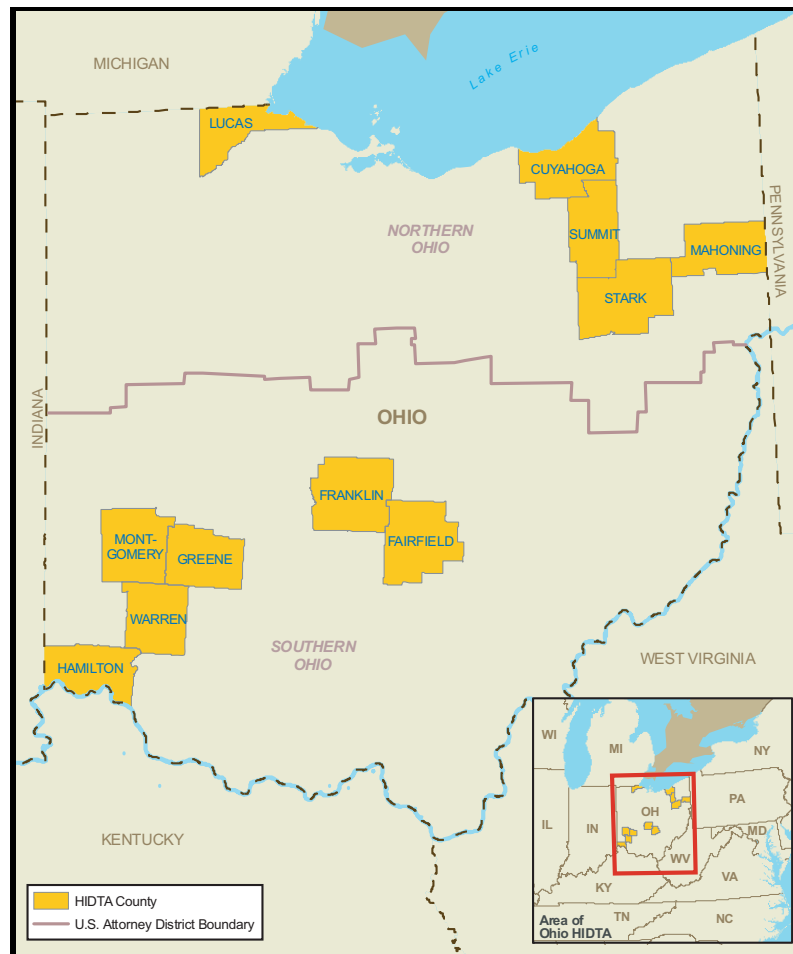 MICHIGAN
Lake Erie
LUCAS
CUYAHOGA
PENNSYLVANIA
NORTHERN
OHIO
SUMMIT
MAHONING
STARK
INDIANA
OHIO
FRANKLIN
MONT-
GOMERY
GREENE
FAIRFIELD
WARREN
SOUTHERN
OHIO
HAMILTON
WEST VIRGINIA
KENTUCKY
HIDTA County
U.S. Attorney District Boundary
WI
MI
NY
PA
OH
IL
IN
MD
WV
VA
KY
TN
NC
Area of
Ohio HIDTA